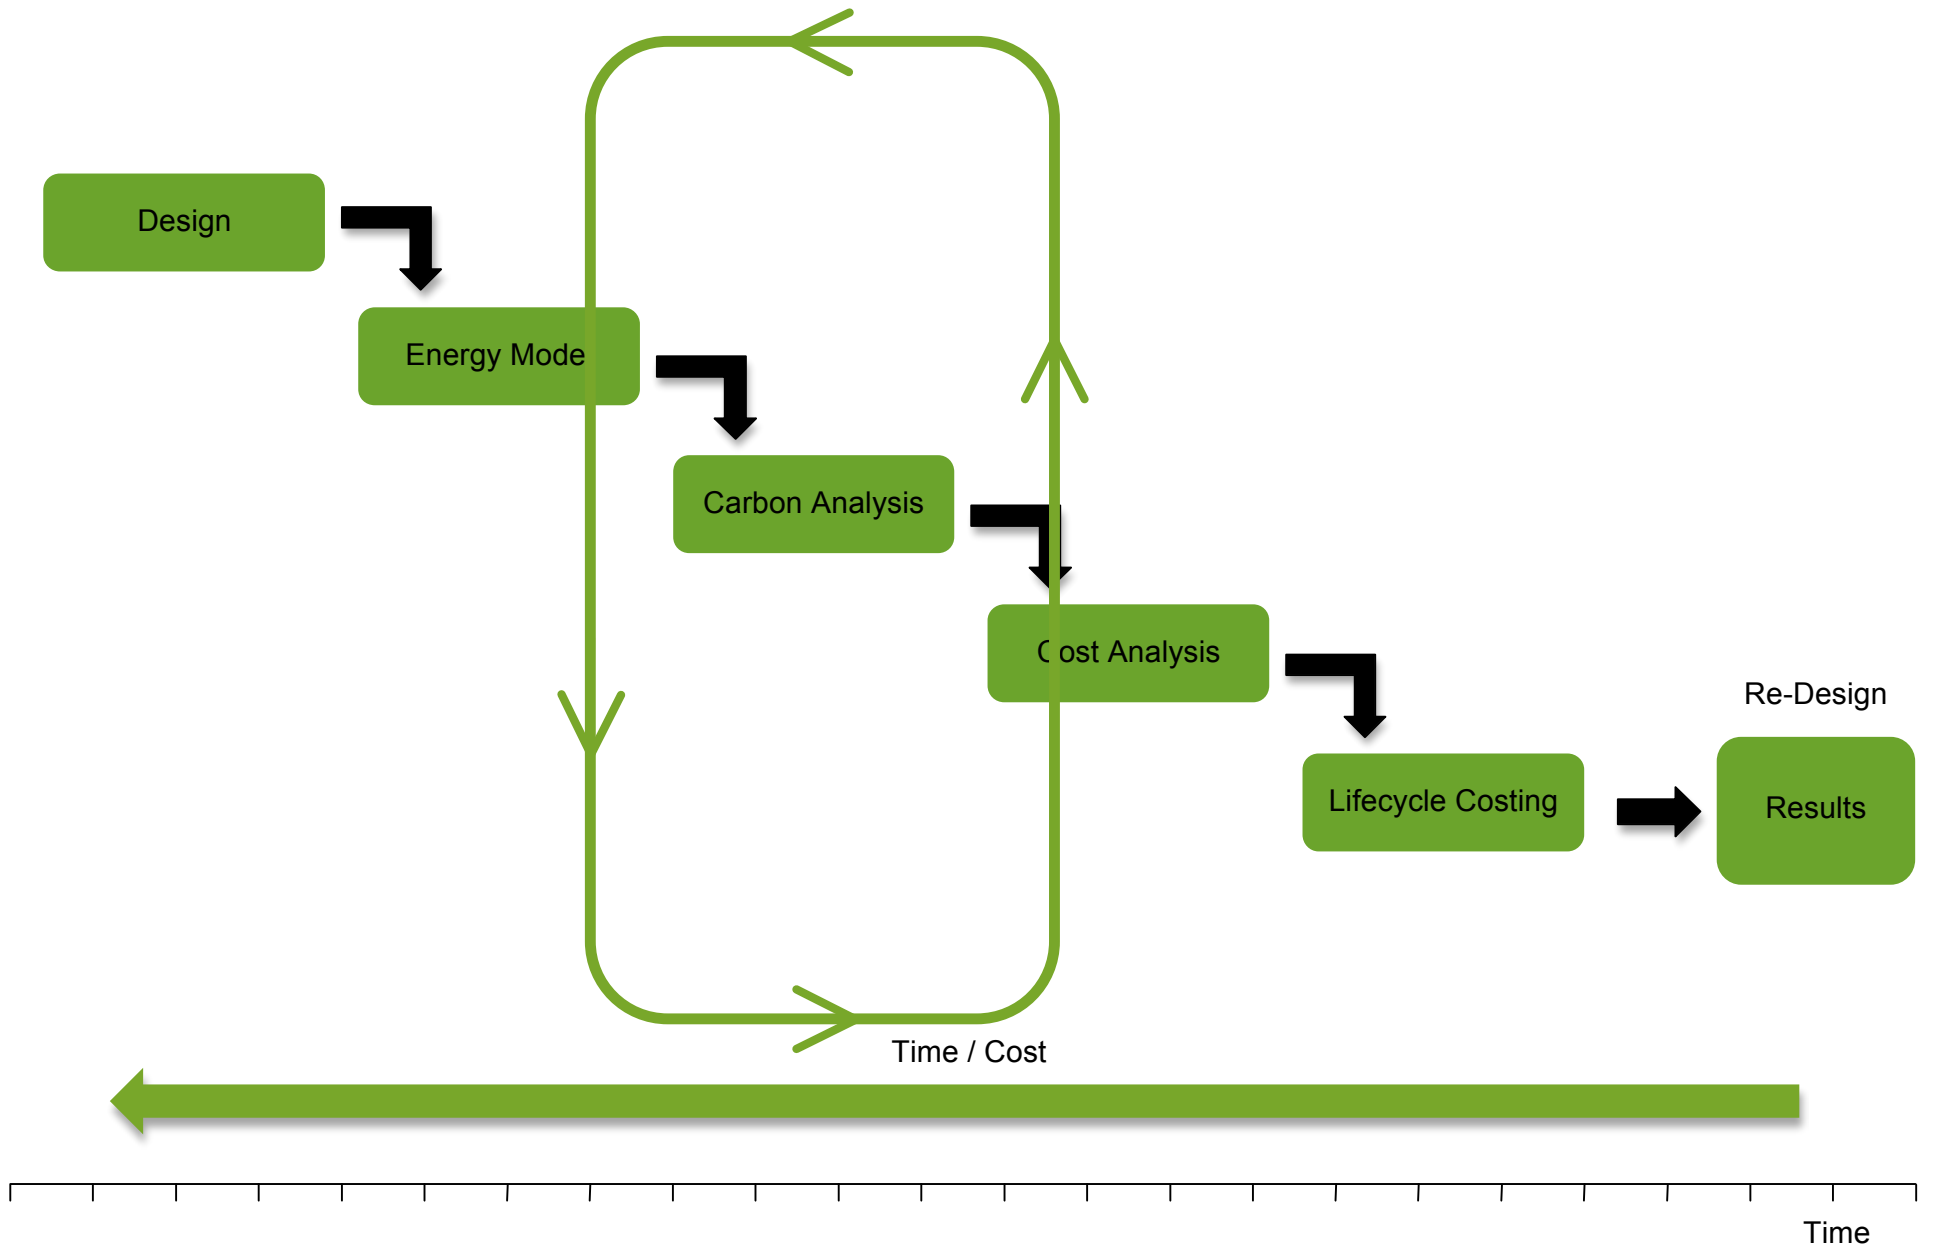 Design
Energy Mode
Carbon Analysis
Cost Analysis
Re-Design
Lifecycle Costing
Results
Time / Cost
Time